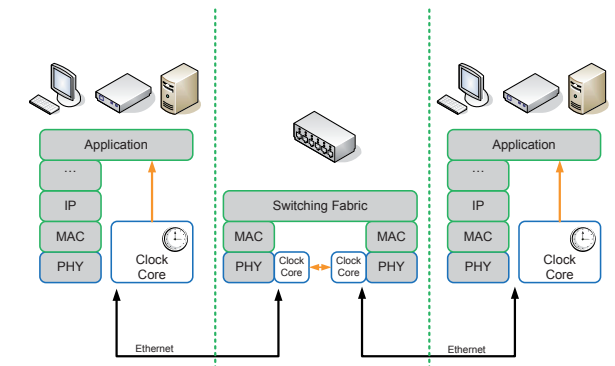 Application
...
IP
MAC
PHY
Clock
Core
Ethernet
Switching Fabric
MAC
PHY
Clock
Core
Clock
Core
MAC
PHY
Ethernet
Application
...
IP
MAC
PHY
Clock
Core